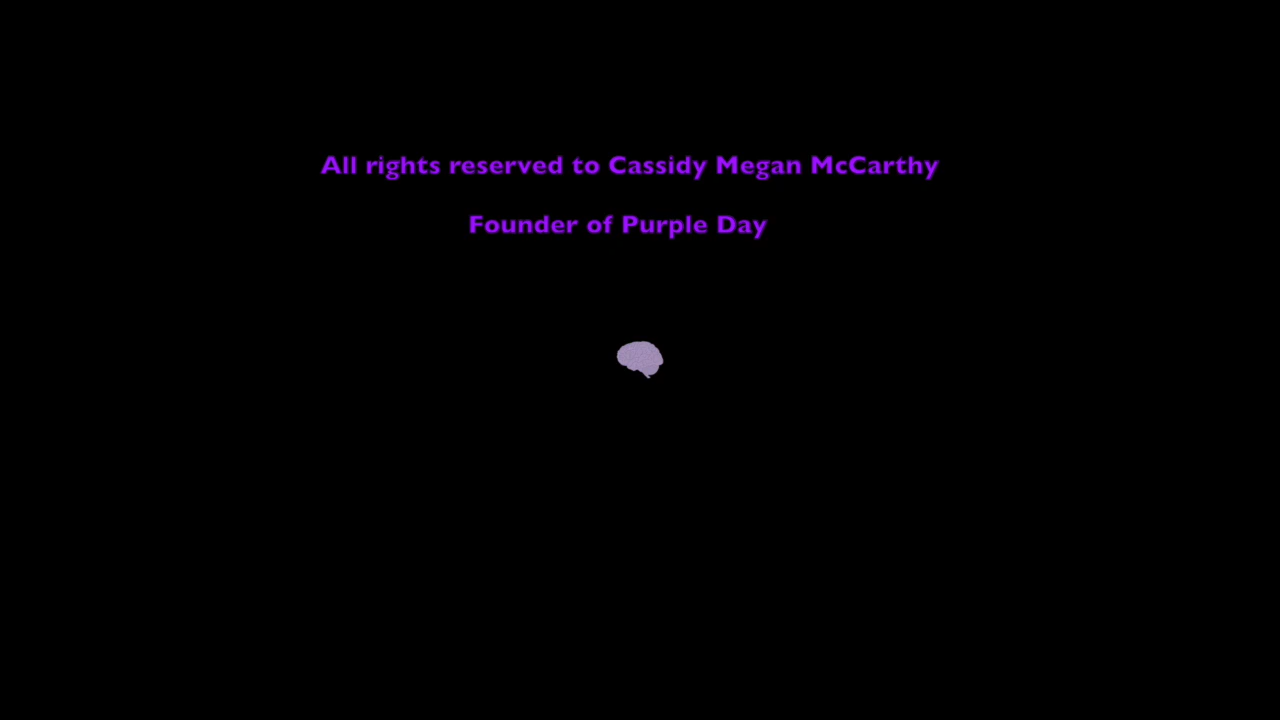 All rights reserved to Cassidy Megan McCarthy
Founder of Purple Day